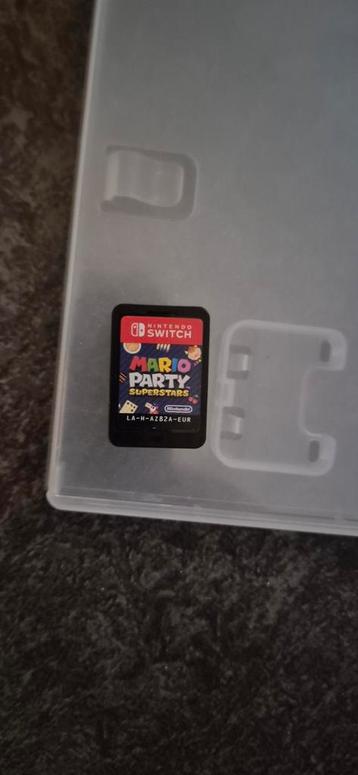 NINTENDO
SWITCH
MARIO
PARTY
SUPERSTARS
Nintendo
LA-H-AZ82A-EUR